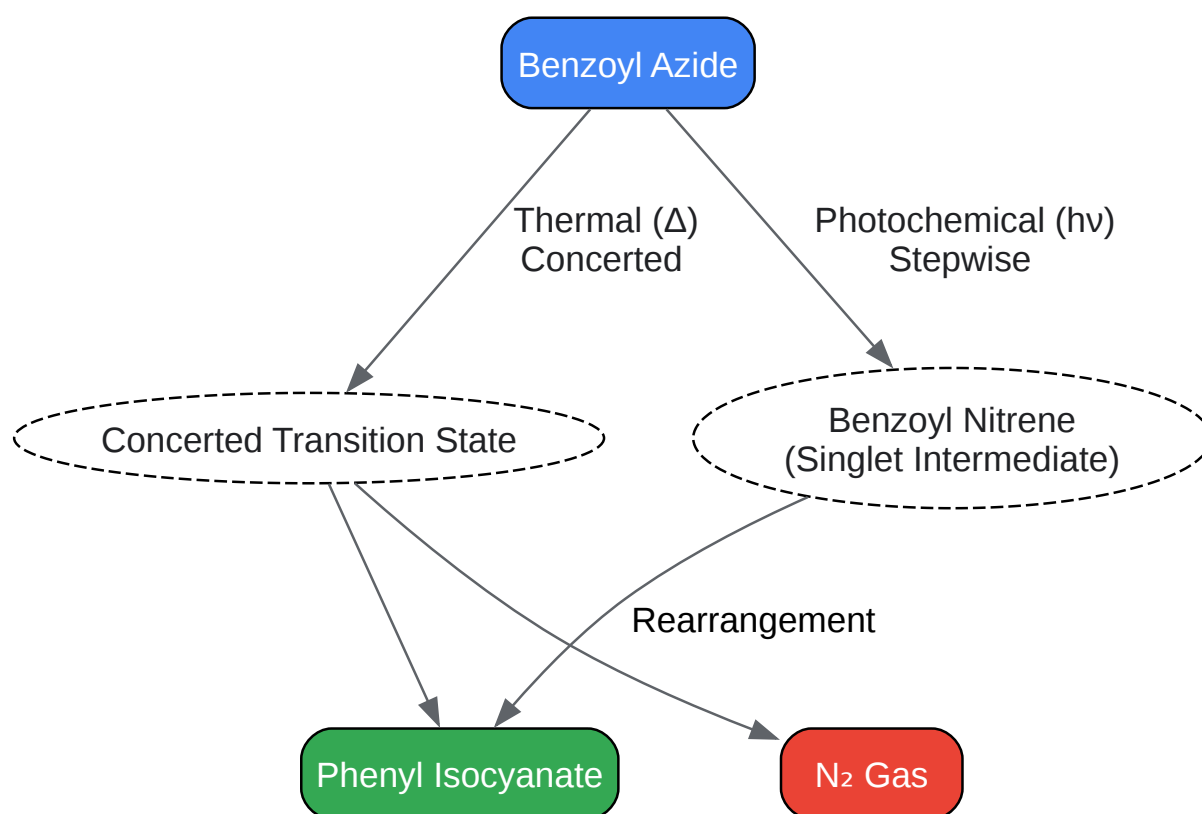 Benzoyl Azide
Thermal (Δ)
Concerted
Photochemical (hν)
Stepwise
Concerted Transition State
Benzoyl Nitrene
(Singlet Intermediate)
Rearrangement
Phenyl Isocyanate
N₂ Gas